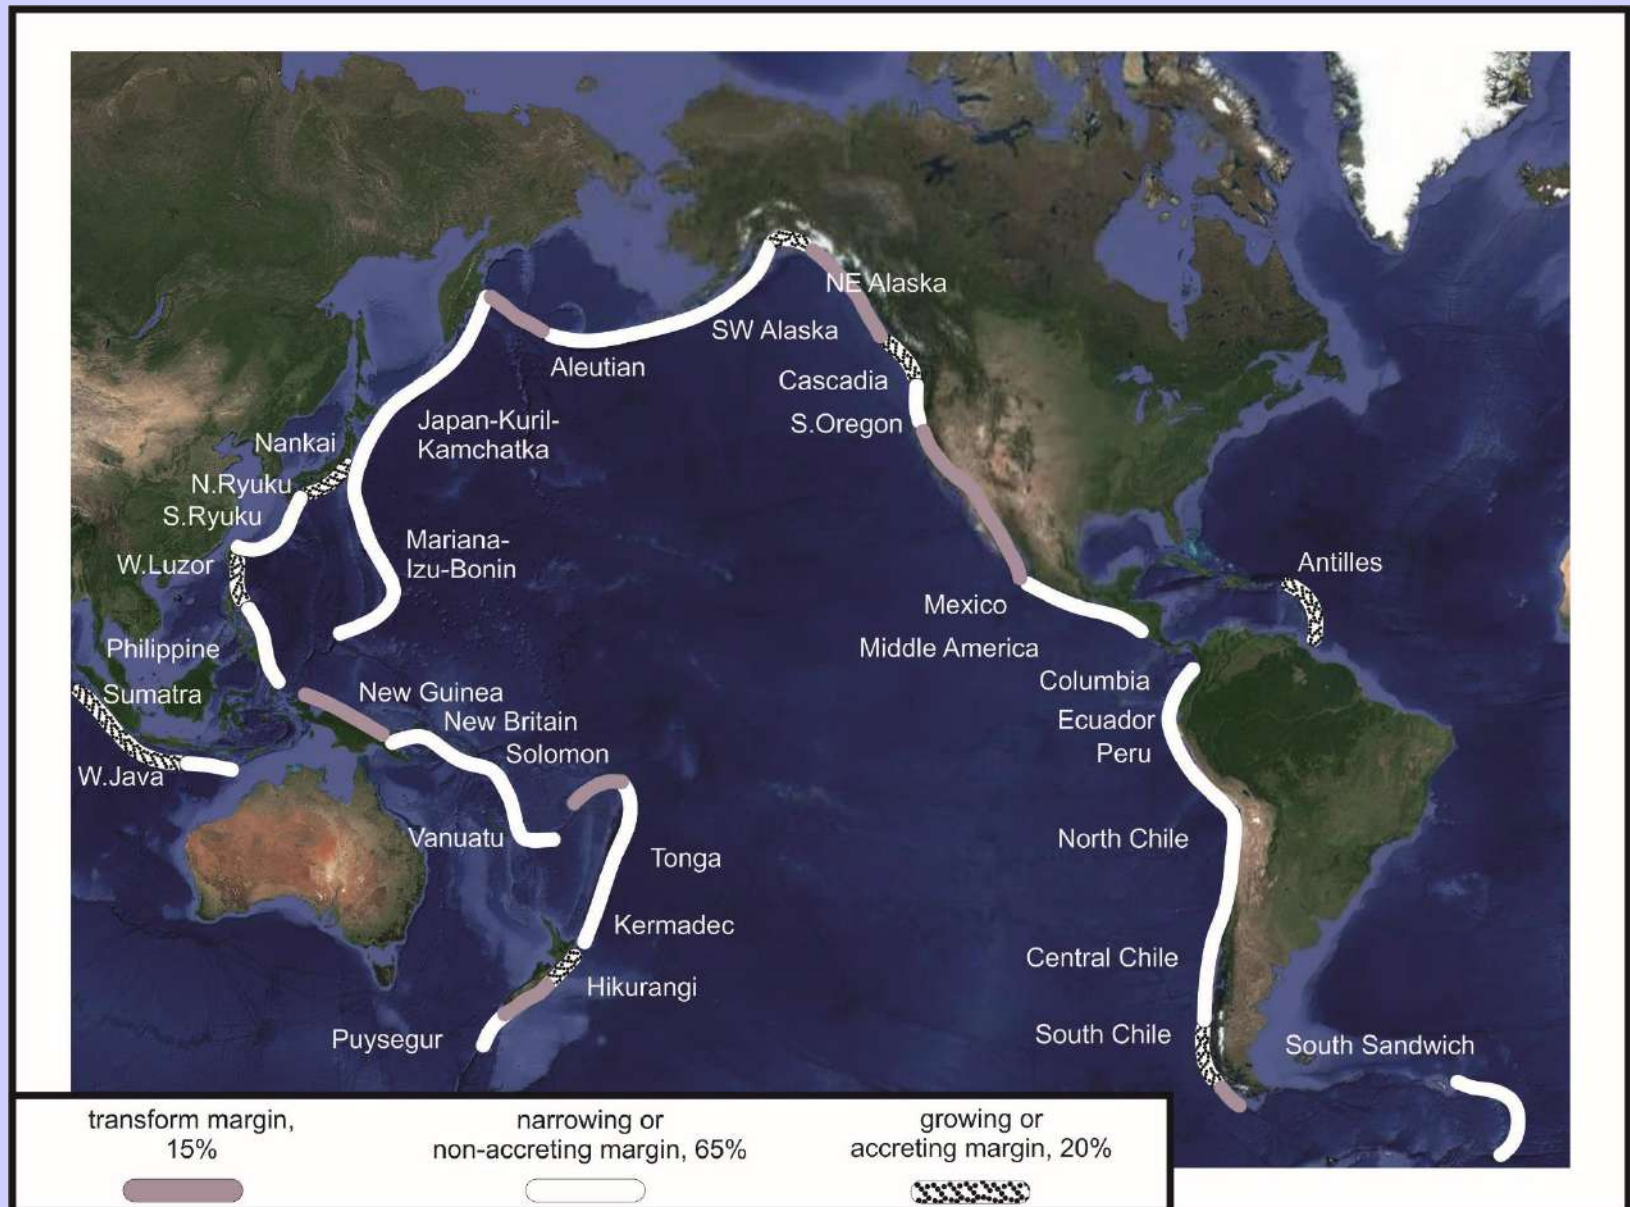 NE Alaska
SW Alaska
Aleutian
Cascadia
S.Oregon
Japan-Kuril-
Kamchatka
Nankai
N.Ryuku
S.Ryuku
Mariana-
Izu-Bonin
W.Luzor
Antilles
Mexico
Middle America
Philippine
Columbia
Sumatra
New Guinea
New Britain
Ecuador
Solomon
Peru
W.Java
Vanuatu
North Chile
Tonga
Kermadec
Central Chile
Hikurangi
Puysegur
South Chile
South Sandwich
transform margin,
15%
narrowing or
non-accreting margin, 65%
growing or
accreting margin, 20%